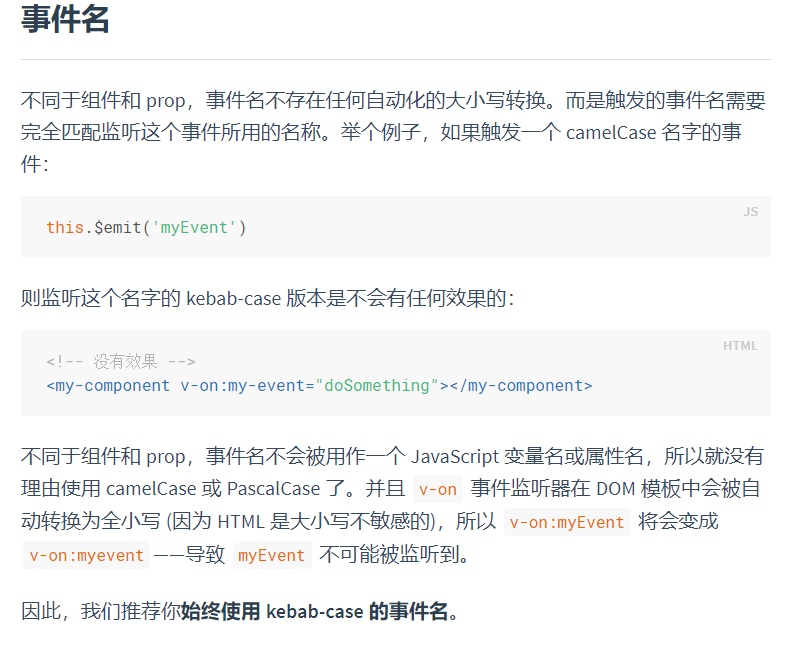 事件名
不同于组件和 prop，事件名不存在任何自动化的大小写转换。而是触发的事件名需要
完全匹配监听这个事件所用的名称。举个例子，如果触发一个 camelCase 名字的事
件：
JS
this.$emit('myEvent')
则监听这个名字的 kebab-case 版本是不会有任何效果的：
HTML
<!-- 没有效果 -->
<my-component v-on:my-event="doSomething"></my-component>
不同于组件和 prop，事件名不会被用作一个 JavaScript 变量名或属性名，所以就没有
理由使用 camelCase 或 PascalCase 了。并且 v-on 事件监听器在 DOM 模板中会被自
动转换为全小写 (因为 HTML 是大小写不敏感的)，所以 v-on:myEvent 将会变成
v-on:myevent——导致 myEvent 不可能被监听到。
因此，我们推荐你始终使用 kebab-case 的事件名。